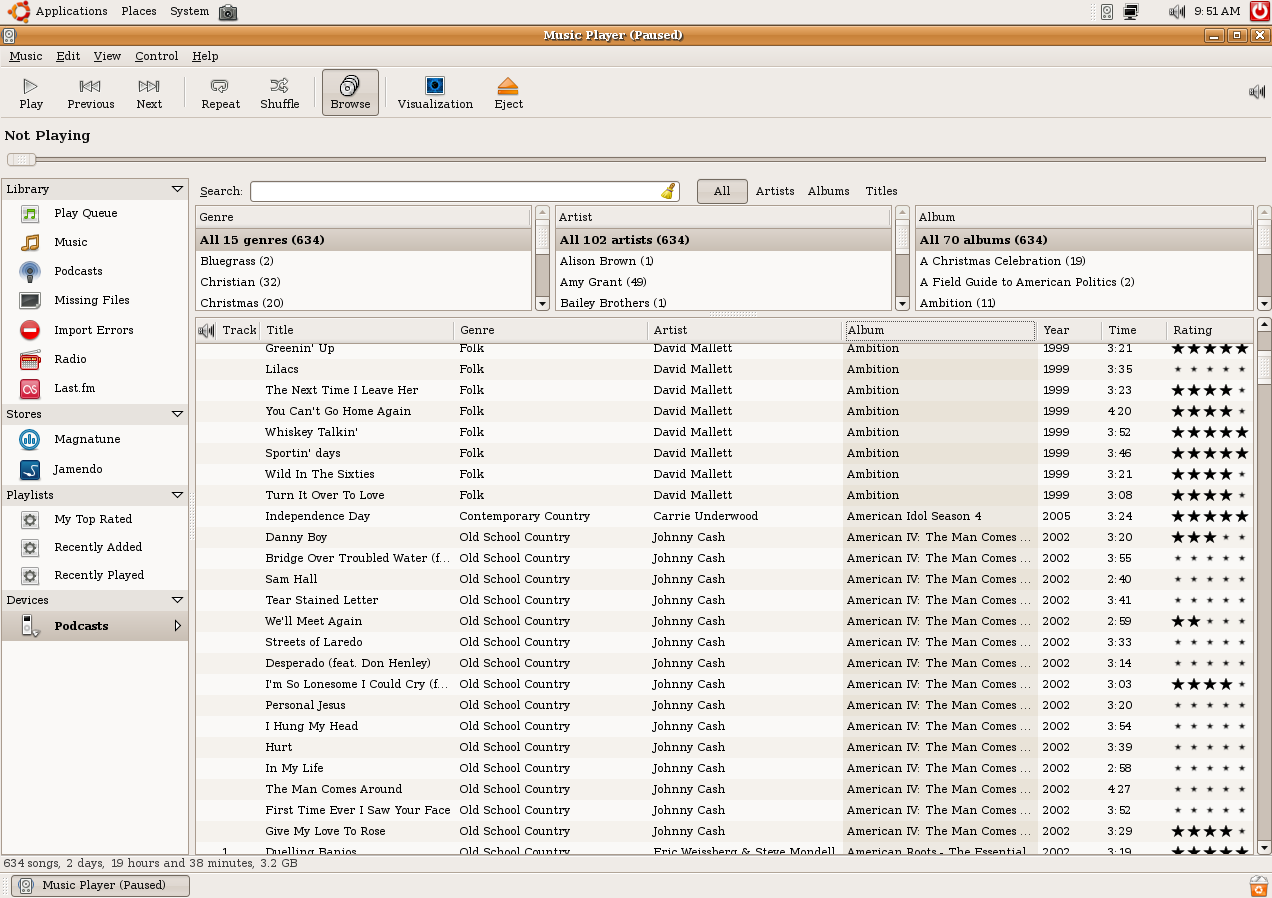 Applications Places System 9:51 AM
Music Player (Paused)
Music Edit View Control Help
Play Previous Next Repeat Shuffle Browse Visualization Eject
Not Playing
Library
Play Queue
Music
Podcasts
Missing Files
Import Errors
Radio
Last.fm
Stores
Magnatune
Jamendo
Playlists
My Top Rated
Recently Added
Recently Played
Devices
Podcasts
Search: All Artists Albums Titles
Genre
All 15 genres (634)
Bluegrass (2)
Christian (32)
Christmas (20)
Artist
All 102 artists (634)
Alison Brown (1)
Amy Grant (49)
Bailey Brothers (1)
Album
All 70 albums (634)
A Christmas Celebration (19)
A Field Guide to American Politics (2)
Ambition (11)
Track Title Genre Artist Album Year Time Rating
Greenin' Up Folk David Mallett Ambition 1999 3:21
Lilacs Folk David Mallett Ambition 1999 3:35
The Next Time I Leave Her Folk David Mallett Ambition 1999 3:23
You Can't Go Home Again Folk David Mallett Ambition 1999 4:20
Whiskey Talkin' Folk David Mallett Ambition 1999 3:52
Sportin' days Folk David Mallett Ambition 1999 3:46
Wild In The Sixties Folk David Mallett Ambition 1999 3:21
Turn It Over To Love Folk David Mallett Ambition 1999 3:08
Independence Day Contemporary Country Carrie Underwood American Idol Season 4 2005 3:24
Danny Boy Old School Country Johnny Cash American IV: The Man Comes ... 2002 3:20
Bridge Over Troubled Water (f... Old School Country Johnny Cash American IV: The Man Comes ... 2002 3:55
Sam Hall Old School Country Johnny Cash American IV: The Man Comes ... 2002 2:40
Tear Stained Letter Old School Country Johnny Cash American IV: The Man Comes ... 2002 3:41
We'll Meet Again Old School Country Johnny Cash American IV: The Man Comes ... 2002 2:59
Streets of Laredo Old School Country Johnny Cash American IV: The Man Comes ... 2002 3:33
Desperado (feat. Don Henley) Old School Country Johnny Cash American IV: The Man Comes ... 2002 3:14
I'm So Lonesome I Could Cry (f... Old School Country Johnny Cash American IV: The Man Comes ... 2002 3:03
Personal Jesus Old School Country Johnny Cash American IV: The Man Comes ... 2002 3:20
I Hung My Head Old School Country Johnny Cash American IV: The Man Comes ... 2002 3:54
Hurt Old School Country Johnny Cash American IV: The Man Comes ... 2002 3:39
In My Life Old School Country Johnny Cash American IV: The Man Comes ... 2002 2:58
The Man Comes Around Old School Country Johnny Cash American IV: The Man Comes ... 2002 4:27
First Time Ever I Saw Your Face Old School Country Johnny Cash American IV: The Man Comes ... 2002 3:52
Give My Love To Rose Old School Country Johnny Cash American IV: The Man Comes ... 2002 3:29
1 Duelling Banjos Old School Country Eric Weissberg & Steve Mondell American Roots - The Essential 2002 3:19
634 songs, 2 days, 19 hours and 38 minutes, 3.2 GB
Music Player (Paused)